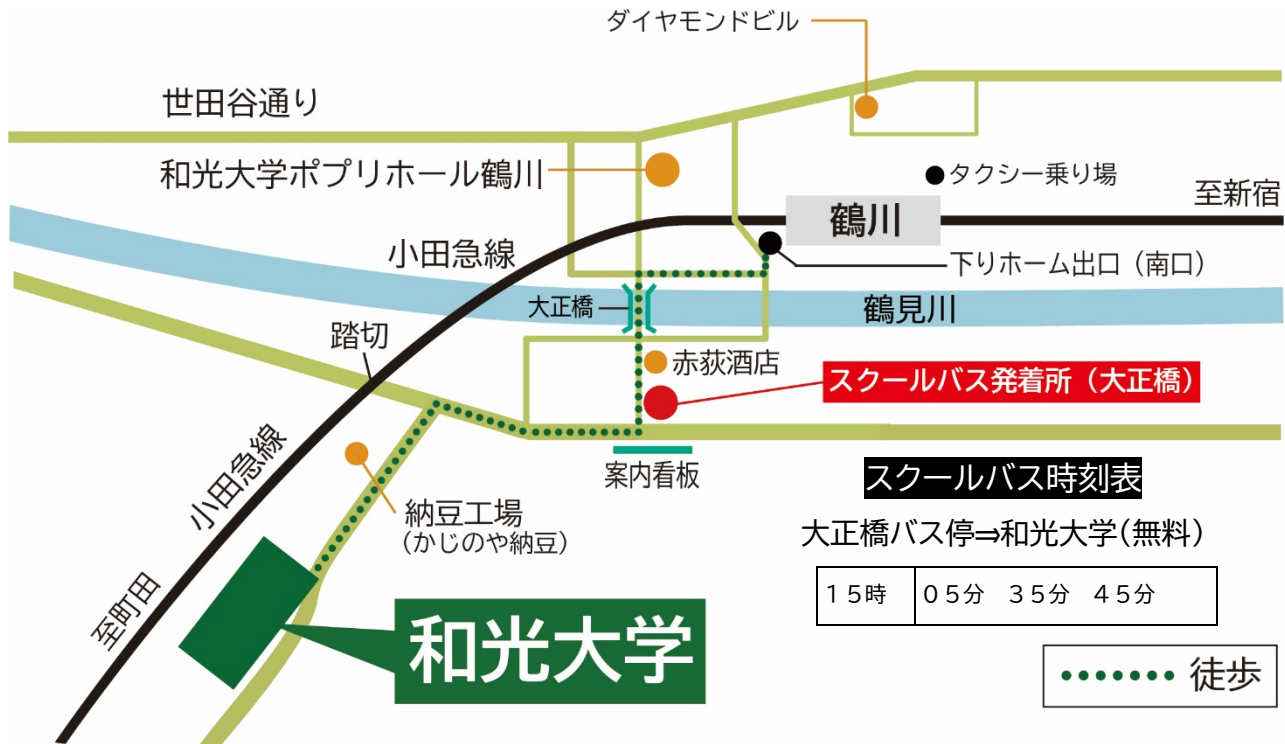 ダイヤモンドビル
世田谷通り
和光大学ポプリホール鶴川
タクシー乗り場
至新宿
鶴川
小田急線
下りホーム出口（南口）
大正橋
鶴見川
踏切
赤荻酒店
スクールバス発着所（大正橋）
案内看板
スクールバス時刻表
小田急線
納豆工場
（かじのや納豆）
大正橋バス停⇒和光大学(無料)
１５時 ０５分 ３５分 ４５分
至町田
和光大学
徒歩